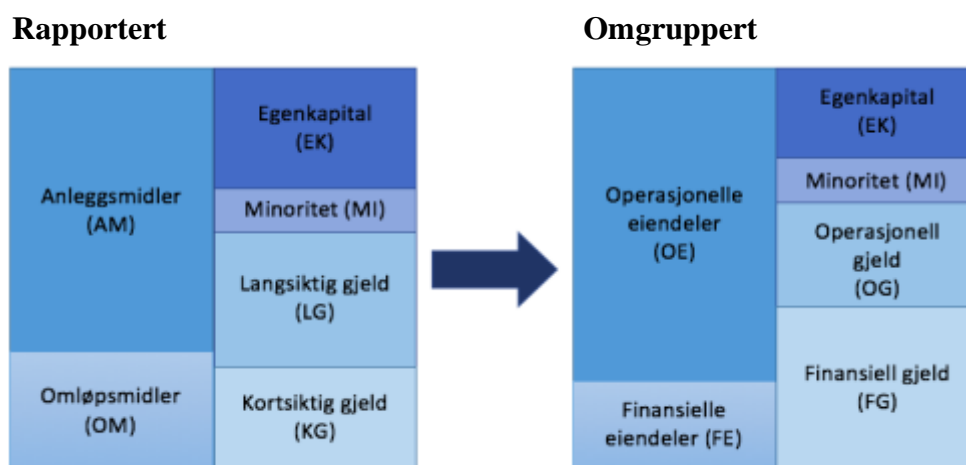 Rapportert
Anleggsmidler
(AM)
Omløpsmidler
(OM)
Egenkapital
(EK)
Minoritet (MI)
Langsiktig gjeld
(LG)
Kortsiktig gjeld
(KG)
Omgruppert
Operasjonelle
eiendeler
(OE)
Finansielle
eiendeler (FE)
Egenkapital
(EK)
Minoritet (MI)
Operasjonell
gjeld
(OG)
Finansiell gjeld
(FG)